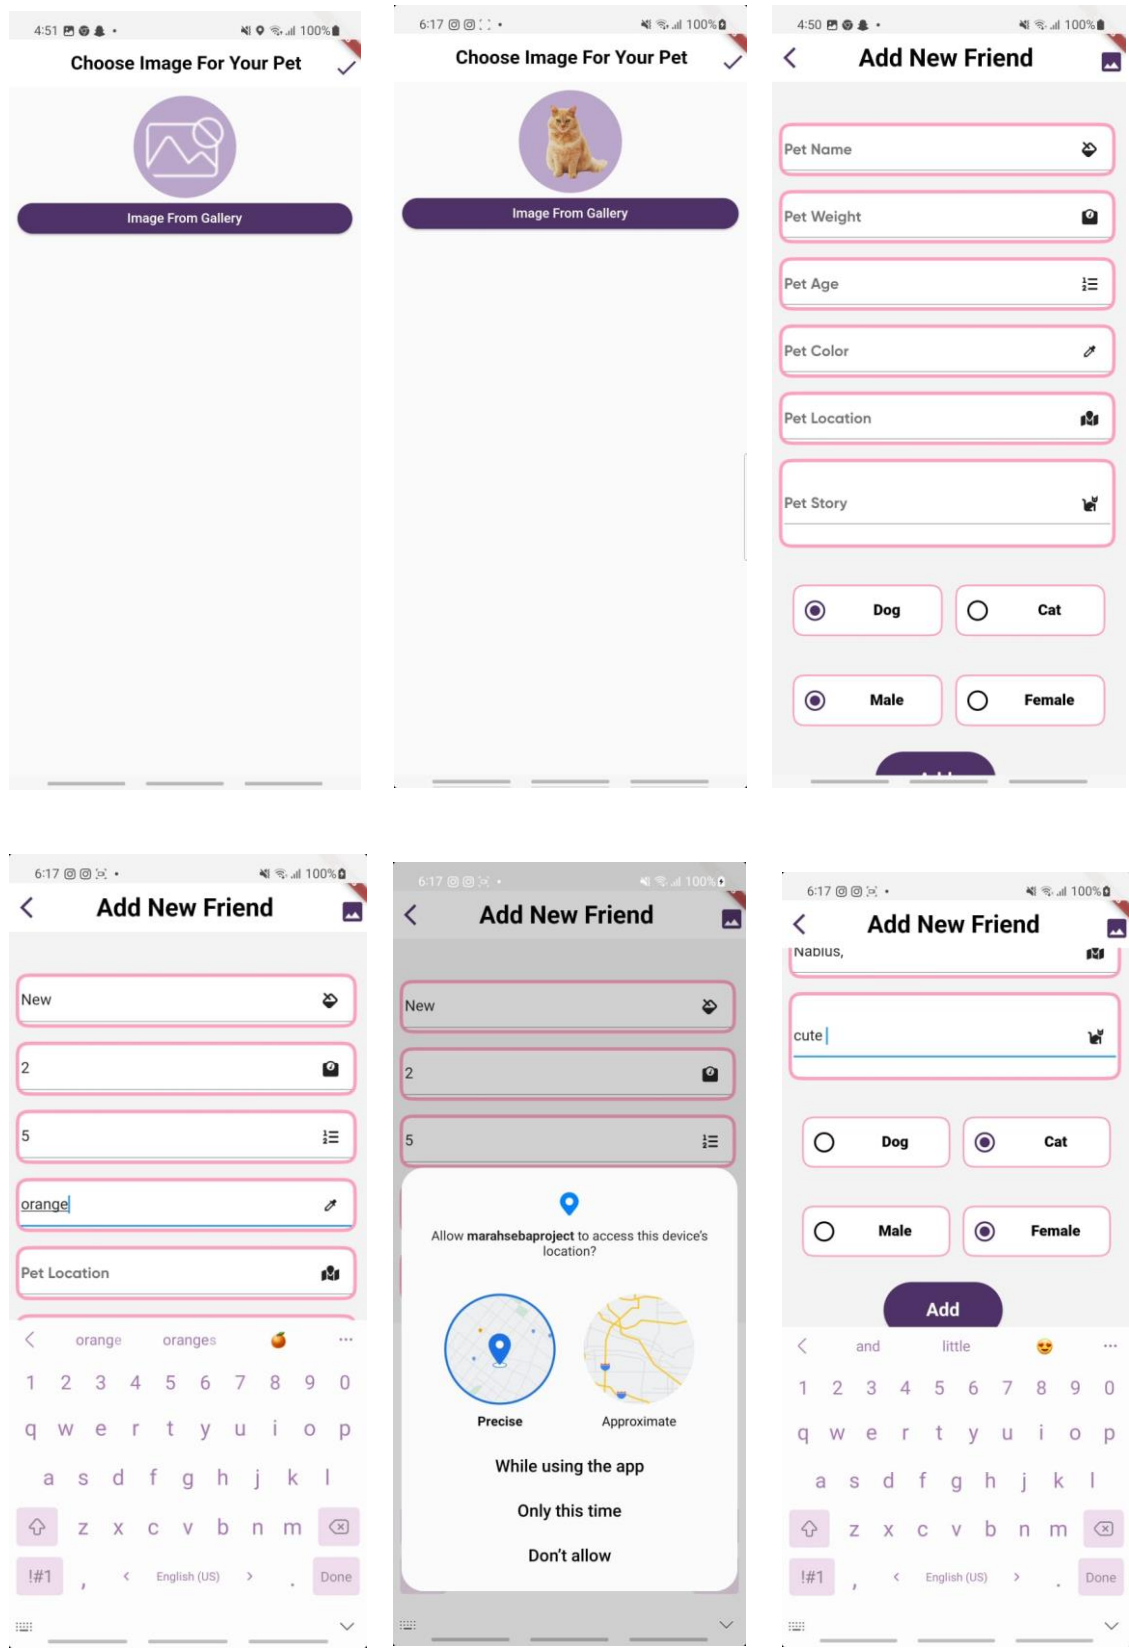 4:51
100%
Choose Image For Your Pet
Image From Gallery
6:17
100%
Choose Image For Your Pet
Image From Gallery
4:50
100%
Add New Friend
Pet Name
Pet Weight
Pet Age
Pet Color
Pet Location
Pet Story
Dog
Cat
Male
Female
6:17
100%
Add New Friend
New
2
5
orange
Pet Location
orange oranges
1 2 3 4 5 6 7 8 9 0
q w e r t y u i o p
a s d f g h j k l
z x c v b n m
!#1 , < English (US) > . Done
6:17
100%
Add New Friend
New
2
5
Allow marahsebaproject to access this device's
location?
Precise
Approximate
While using the app
Only this time
Don't allow
6:17
100%
Add New Friend
Nablus,
cute
Dog
Cat
Male
Female
Add
and little
1 2 3 4 5 6 7 8 9 0
q w e r t y u i o p
a s d f g h j k l
z x c v b n m
!#1 , < English (US) > . Done